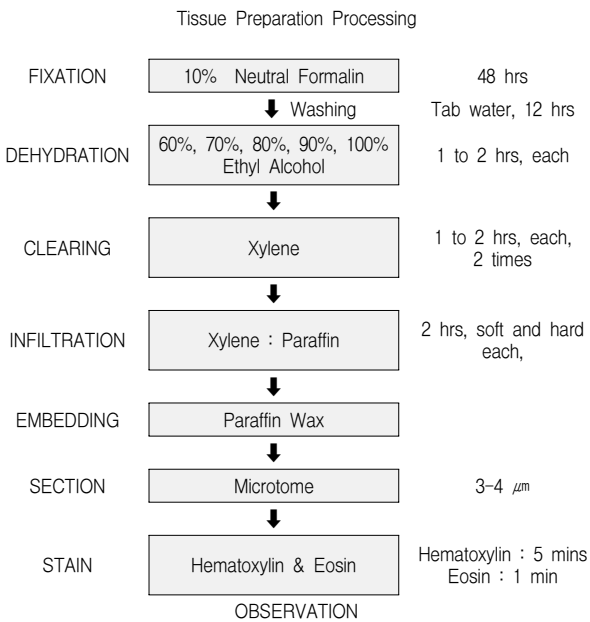 Tissue Preparation Processing
FIXATION
10% Neutral Formalin
48 hrs
Washing
Tab water, 12 hrs
DEHYDRATION
60%, 70%, 80%, 90%, 100%
Ethyl Alcohol
1 to 2 hrs, each
CLEARING
Xylene
1 to 2 hrs, each,
2 times
INFILTRATION
Xylene : Paraffin
2 hrs, soft and hard
each,
EMBEDDING
Paraffin Wax
SECTION
Microtome
3-4 ㎛
STAIN
Hematoxylin & Eosin
Hematoxylin : 5 mins
Eosin : 1 min
OBSERVATION